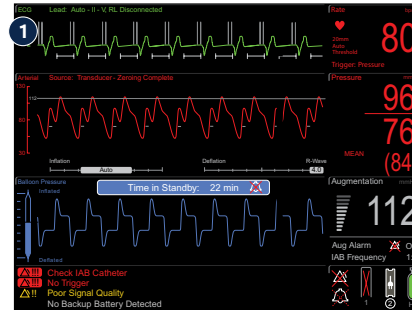 ECG Lead: Auto - II - V, RL Disconnected
1
Rate
20mm
Auto
Threshold
80
Trigger: Pressure
Arterial Source: Transducer- Zeroing Complete
Pressure
112
80
96
76
MEAN
(84
Inflation Deflation R-Wave
Auto 4.0
Balloon Pressure
Inflated
Time in Standby: 22 min
Augmentation
112
Deflated
Aug Alarm
IAB Frequency
!!! Check IAB Catheter
!!! No Trigger
!! Poor Signal Quality
No Backup Battery Detected
1
2